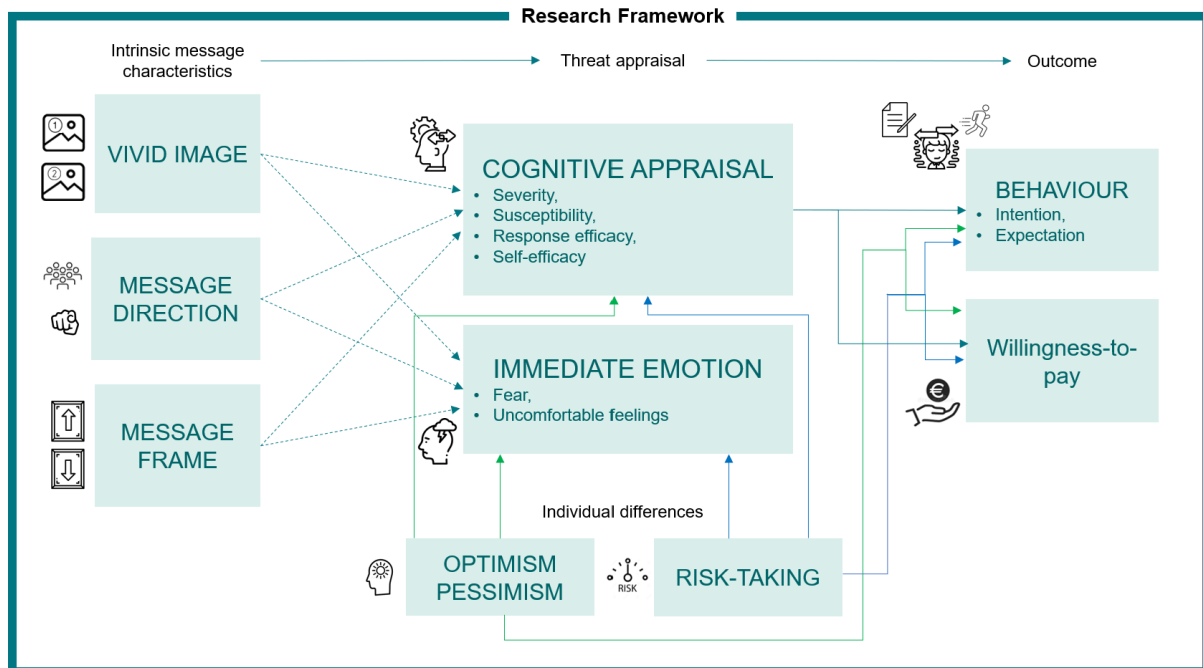 Research Framework
Intrinsic message
characteristics
Threat appraisal
Outcome
1
2
VIVID IMAGE
COGNITIVE APPRAISAL
• Severity,
• Susceptibility,
• Response efficacy,
• Self-efficacy
BEHAVIOUR
• Intention,
• Expectation
MESSAGE
DIRECTION
IMMEDIATE EMOTION
• Fear,
• Uncomfortable feelings
Willingness-to-
pay
€
MESSAGE
FRAME
Individual differences
OPTIMISM
PESSIMISM
RISK
RISK-TAKING